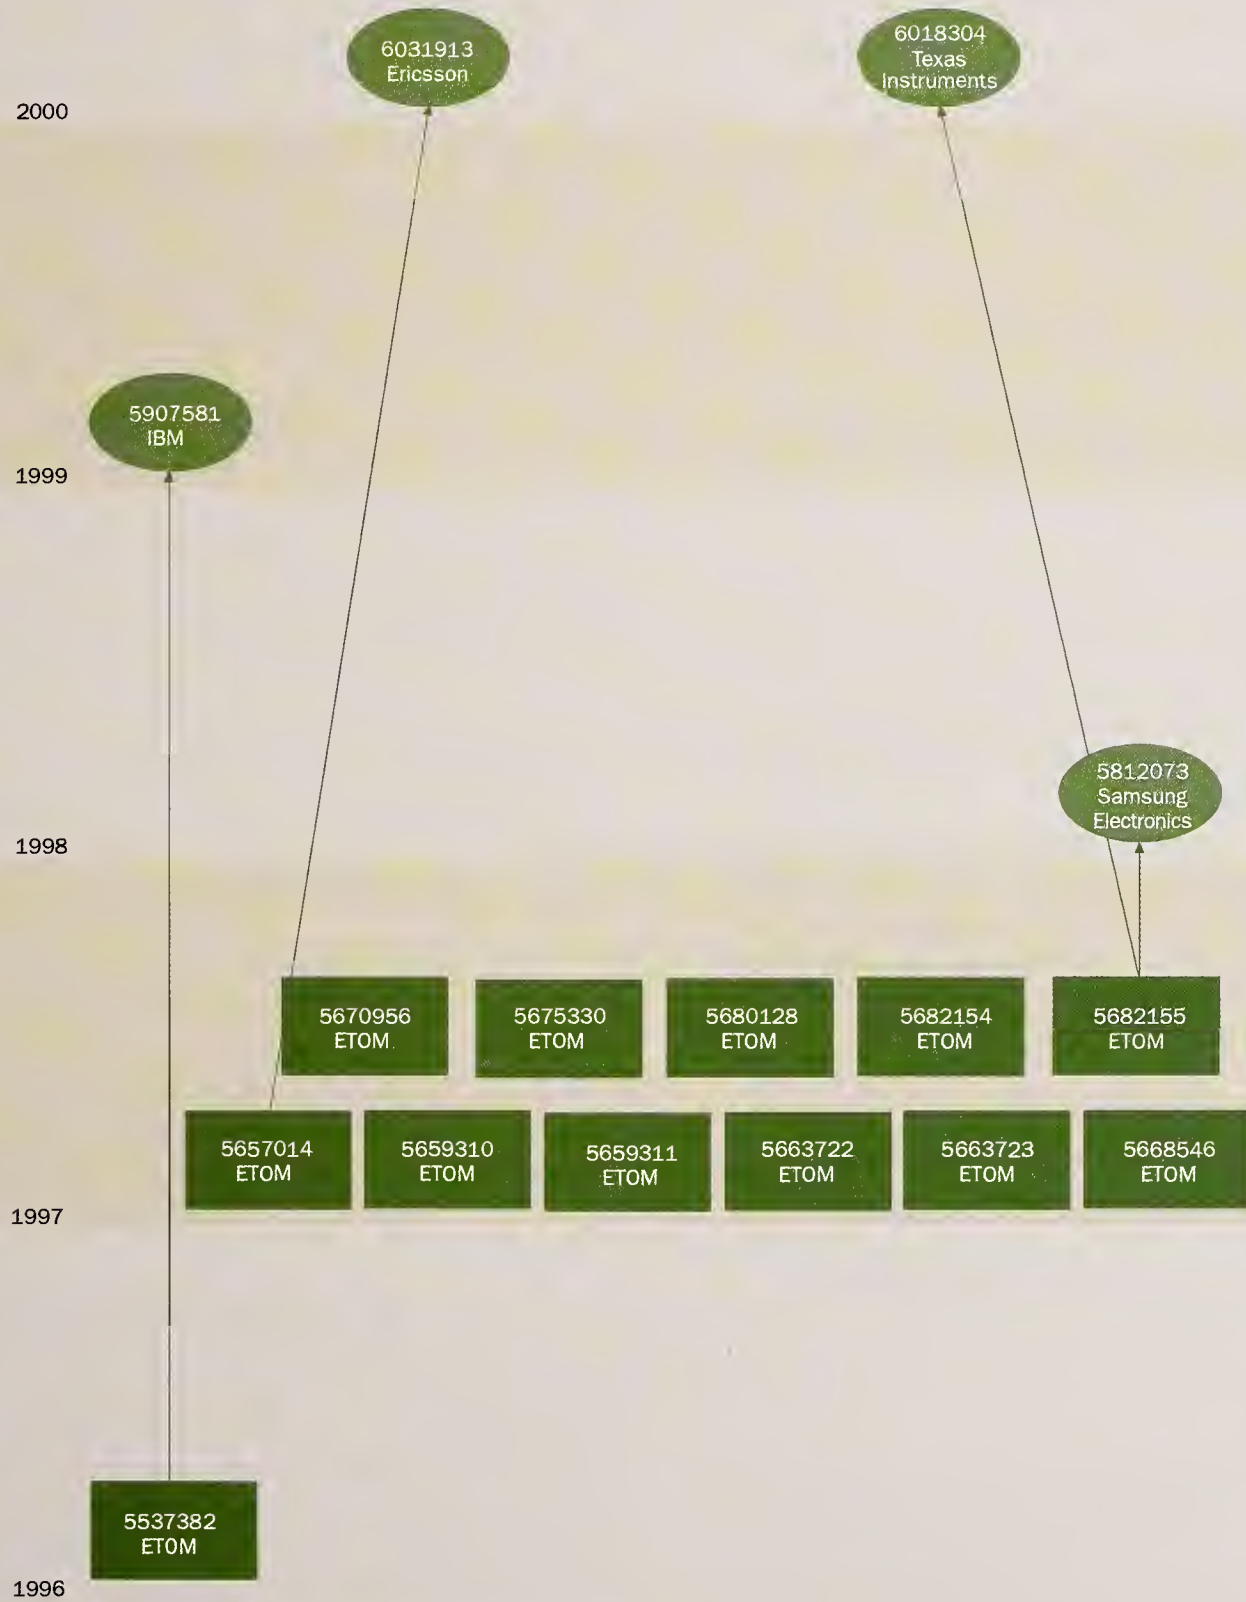 6031913
Ericsson
6018304
Texas
Instruments
2000
5907581
IBM
1999
5812073
Samsung
Electronics
1998
5670956
ETOM
5675330
ETOM
5680128
ETOM
5682154
ETOM
5682155
ETOM
5657014
ETOM
5659310
ETOM
5659311
ETOM
5663722
ETOM
5663723
ETOM
5668546
ETOM
1997
5537382
ETOM
1996